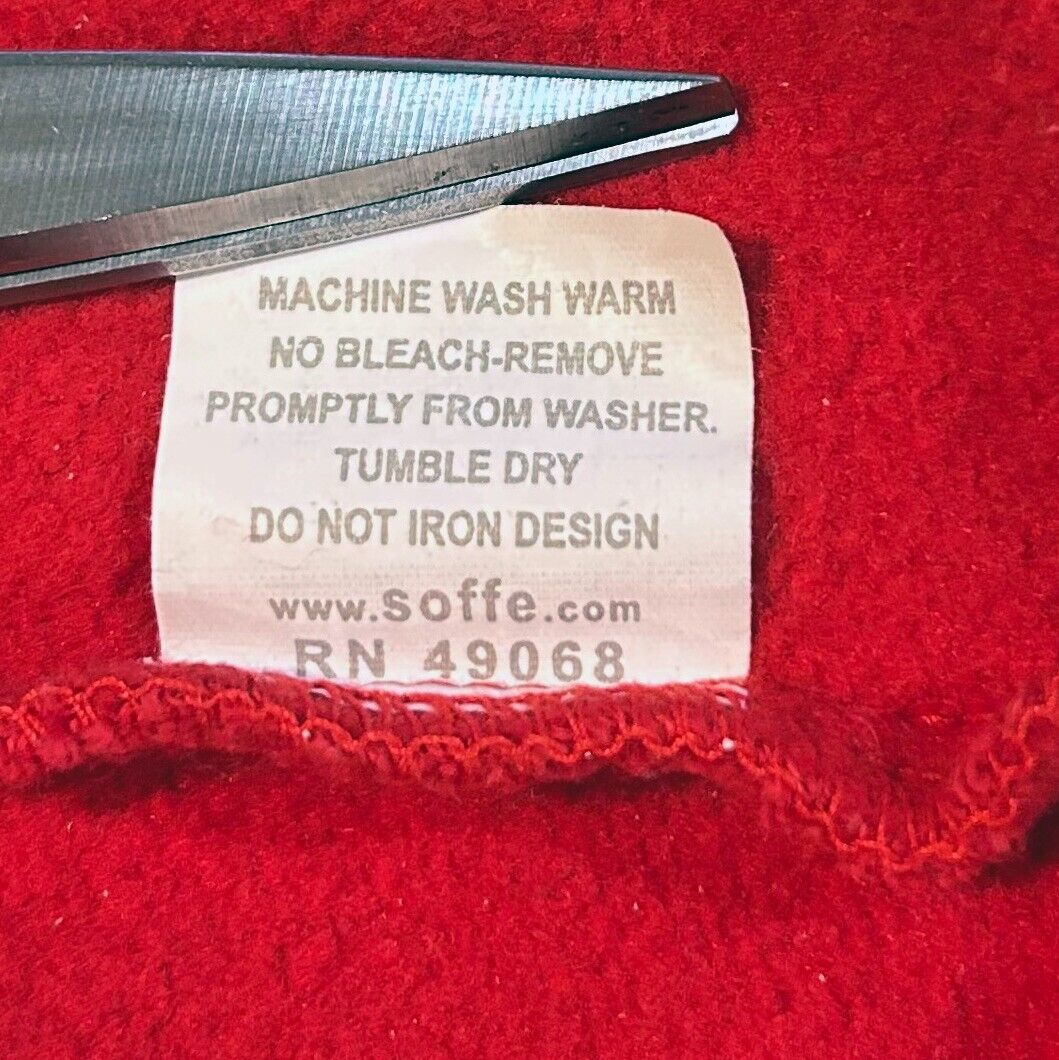 MACHINE WASH WARM
NO BLEACH-REMOVE
PROMPTLY FROM WASHER.
TUMBLE DRY
DO NOT IRON DESIGN
www.soffe.com
RN 49068